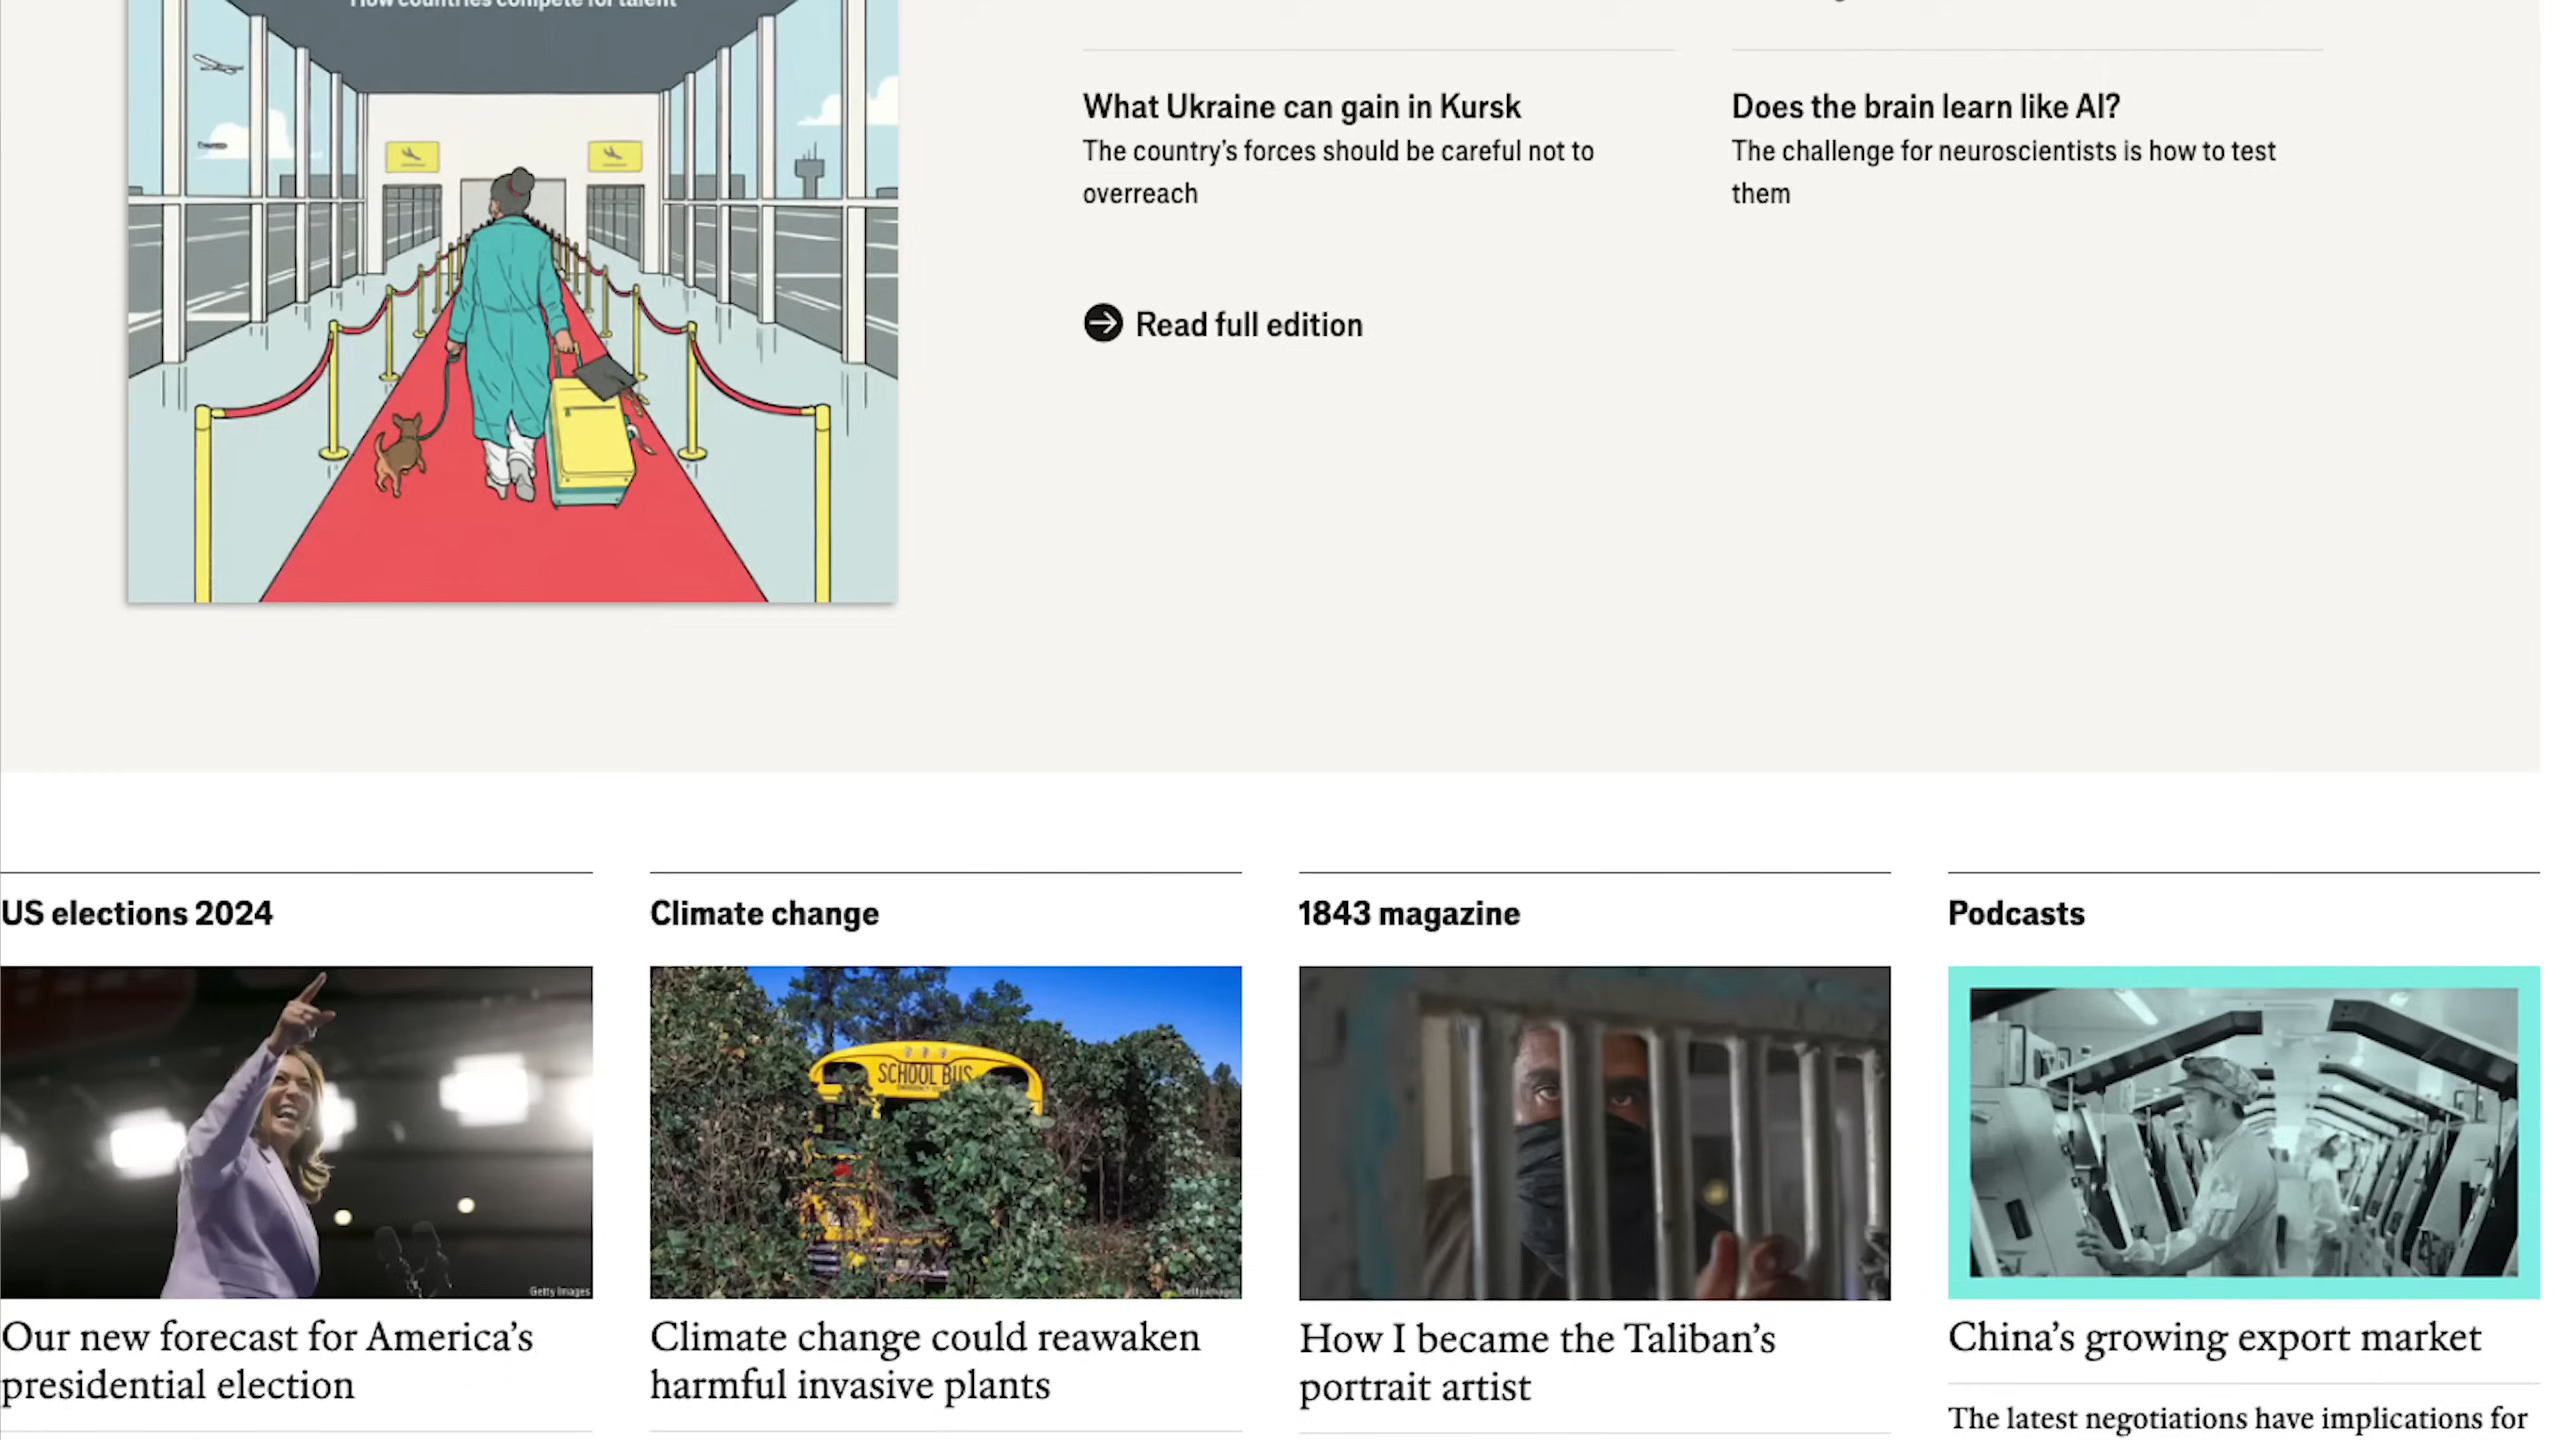 How countries compete for talent
What Ukraine can gain in Kursk
The country's forces should be careful not to
overreach
Does the brain learn like AI?
The challenge for neuroscientists is how to test
them
Read full edition
US elections 2024
SCHOOL BUS
Getty Images
Our new forecast for America's
presidential election
Climate change
Getty Images
Climate change could reawaken
harmful invasive plants
1843 magazine
How I became the Taliban's
portrait artist
Podcasts
China's growing export market
The latest negotiations have implications for